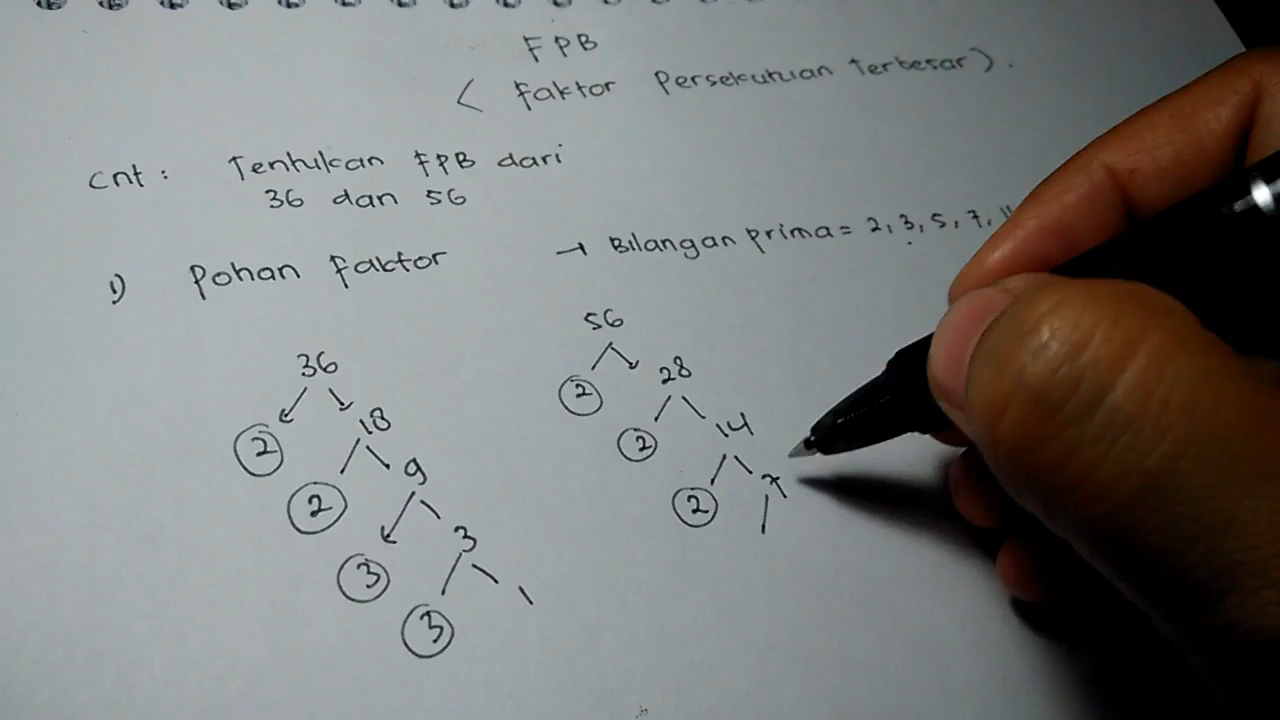 FPB
( Faktor Persekutuan Terbesar ).
Cnt : Tentukan FPB dari
36 dan 56
→ Bilangan prima = 2, 3, 5, 7, 11
1) Pohon Faktor
56
36
2 28
18
2 14
2 9
2 7
2
3
3
3 1